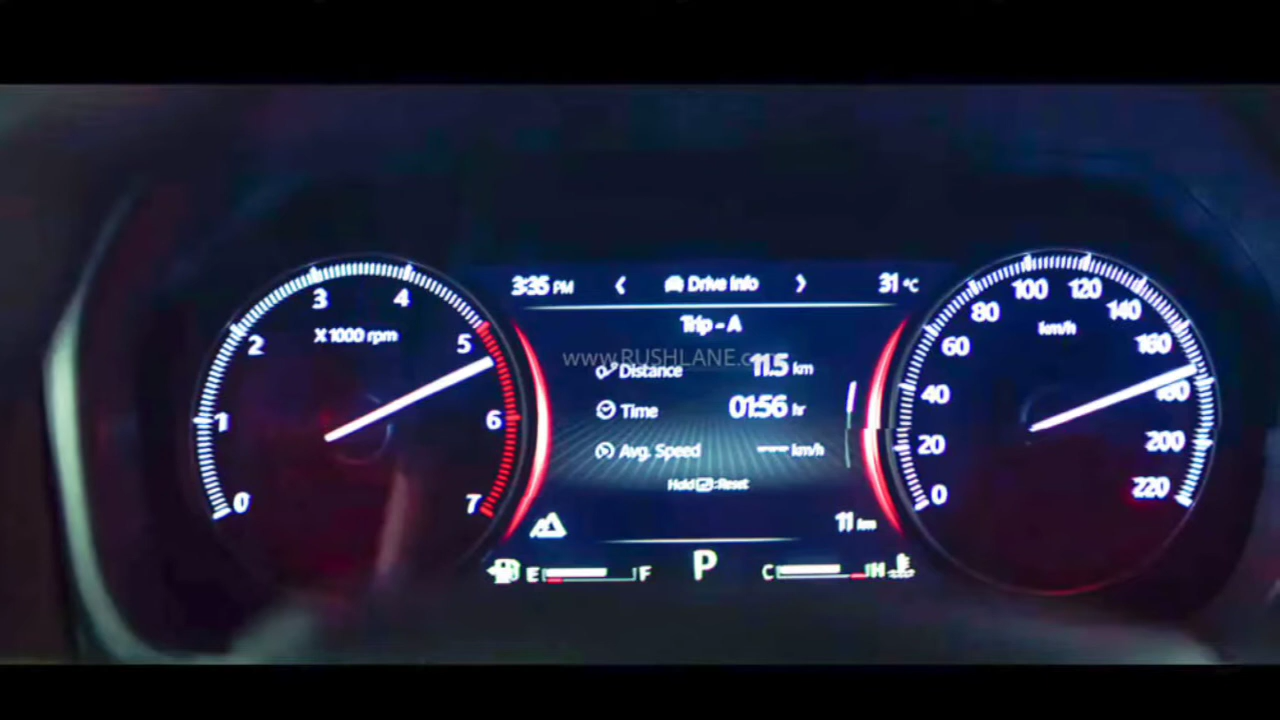 3:35 PM < Drive Info > 31 °C
Trip - A
www.RUSHLANE.c
Distance 11.5 km
Time 01:56 hr
Avg. Speed ---- km/h
Hold : Reset
11 km
E F P C H
0 1 2 3 4 5 6 7
X 1000 rpm
0 20 40 60 80 100 120 140 160 180 200 220
km/h